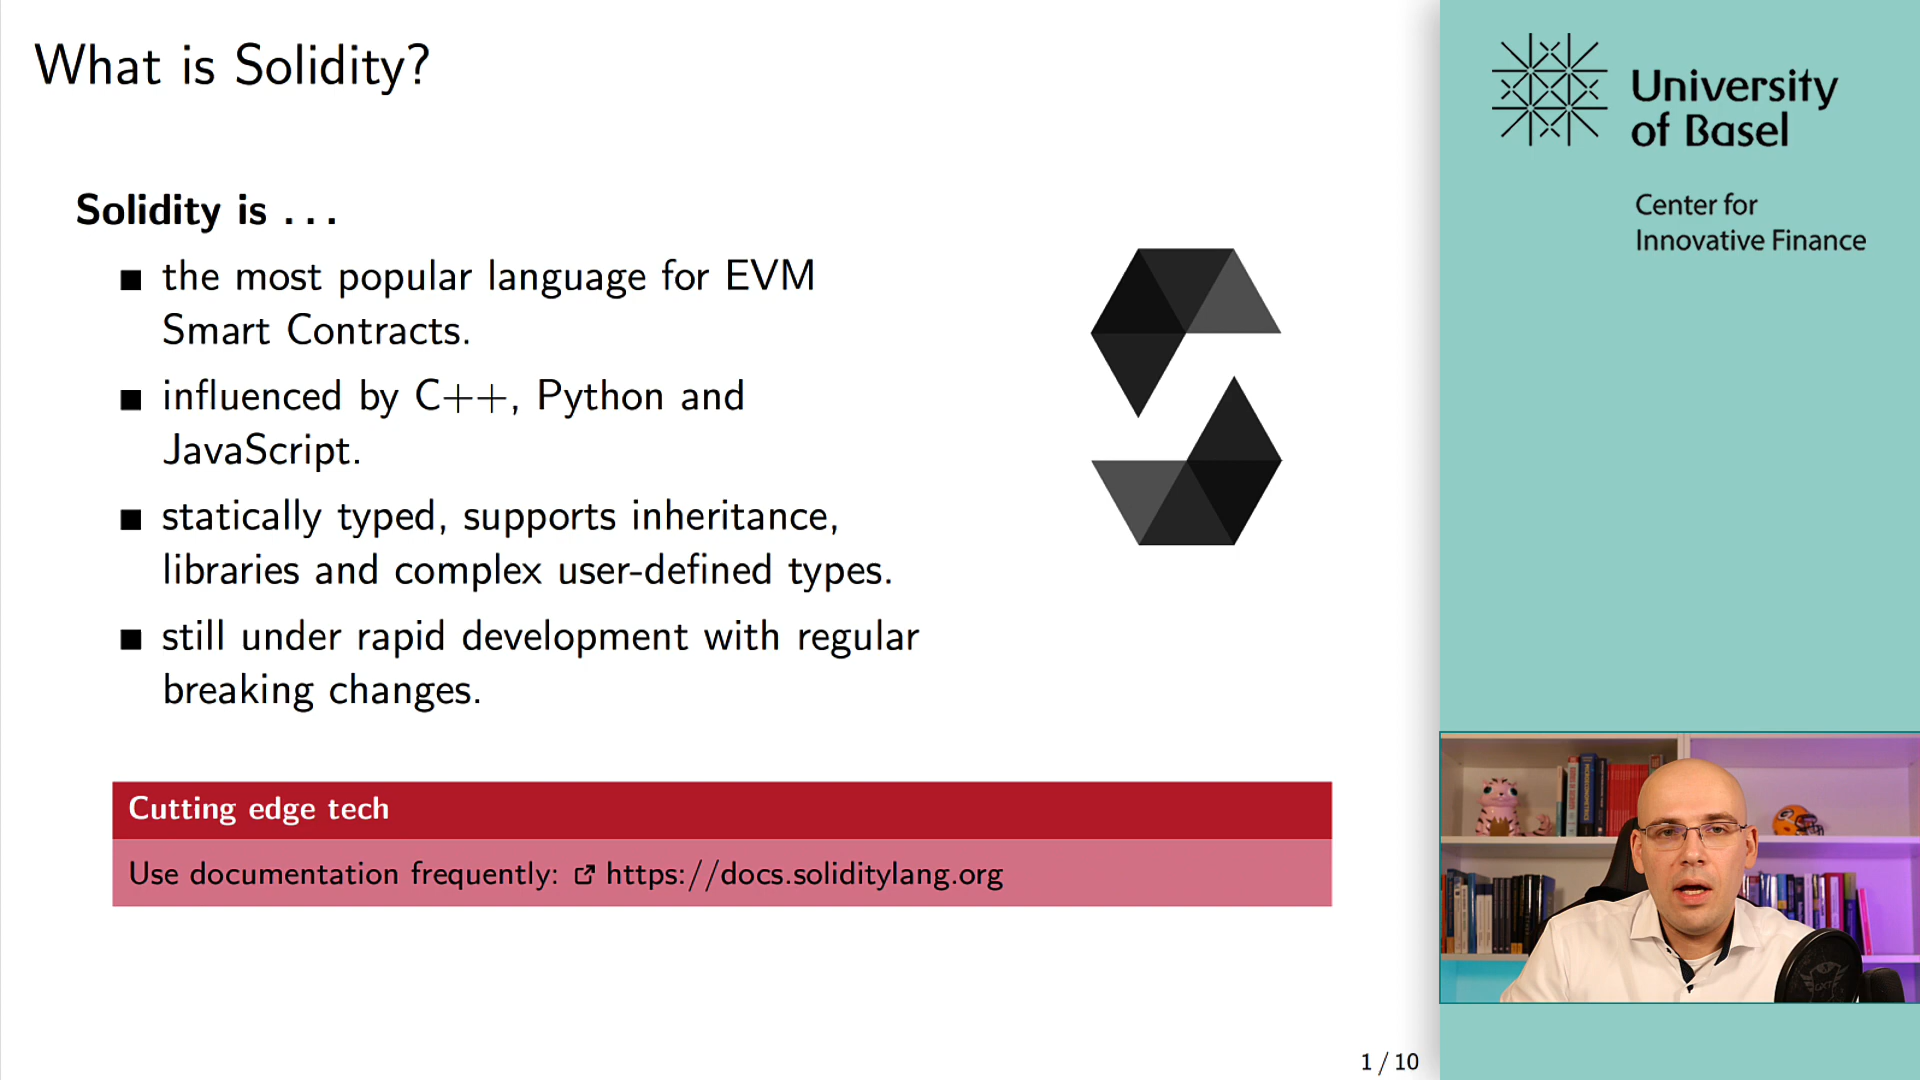 What is Solidity?
Solidity is . . .
the most popular language for EVM
Smart Contracts.
influenced by C++, Python and
JavaScript.
statically typed, supports inheritance,
libraries and complex user-defined types.
still under rapid development with regular
breaking changes.
Cutting edge tech
Use documentation frequently: https://docs.soliditylang.org
1 / 10
University
of Basel
Center for
Innovative Finance